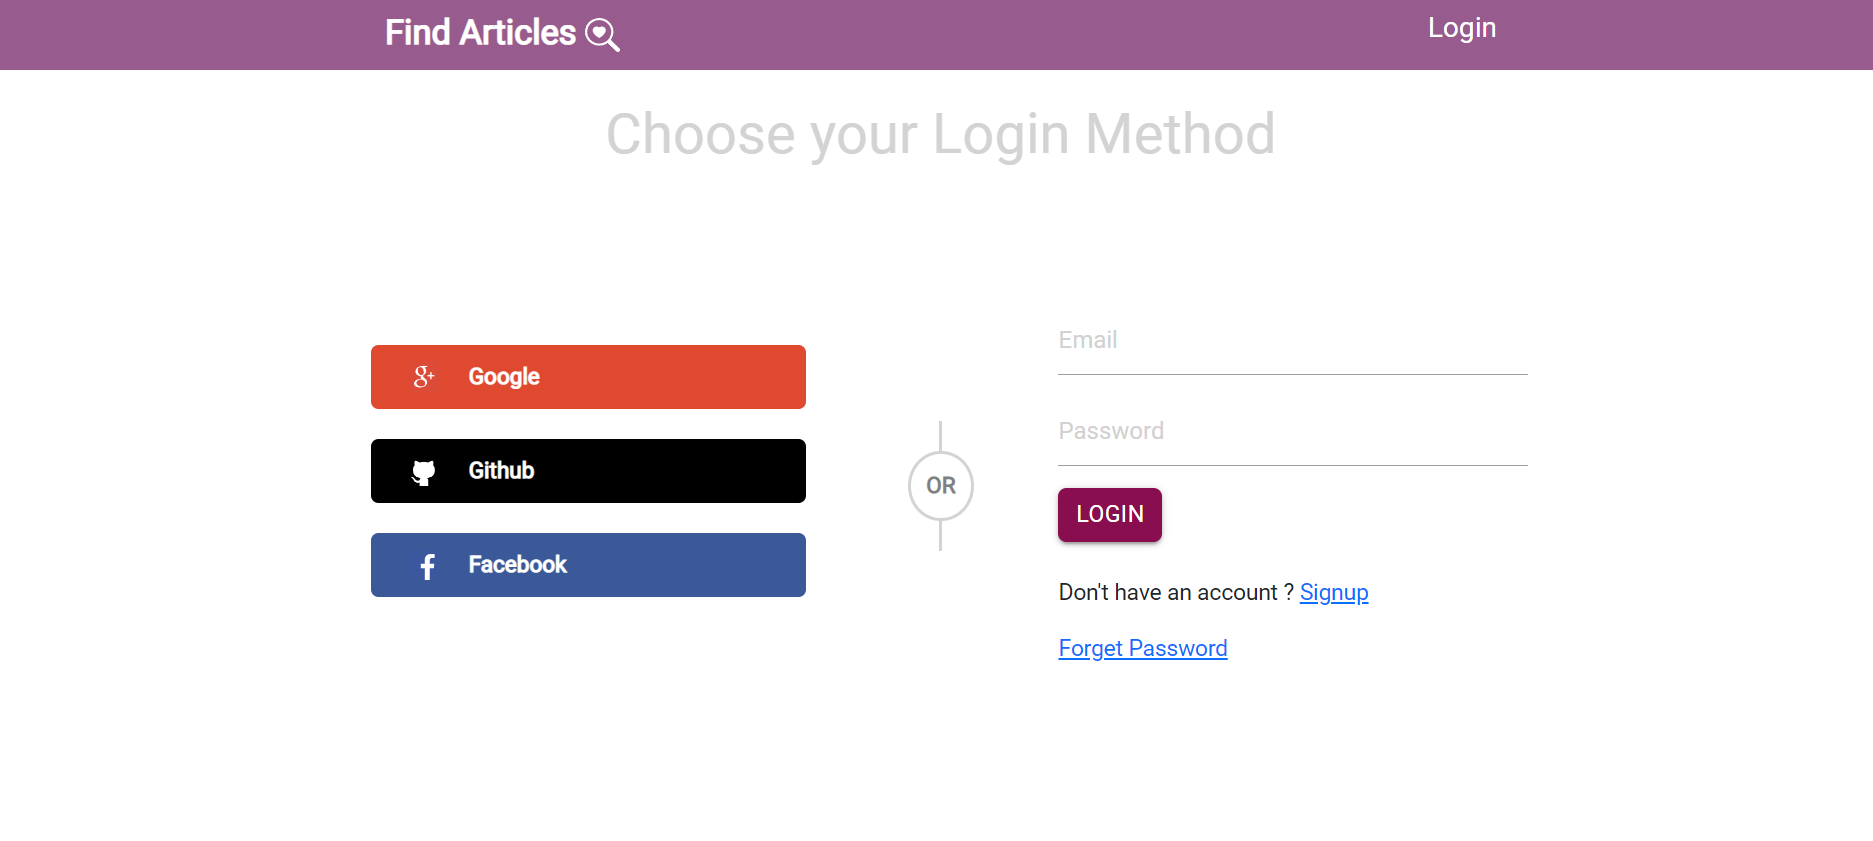 Find Articles
Login
Choose your Login Method
Google
Github
Facebook
OR
Email
Password
LOGIN
Don't have an account ? Signup
Forget Password